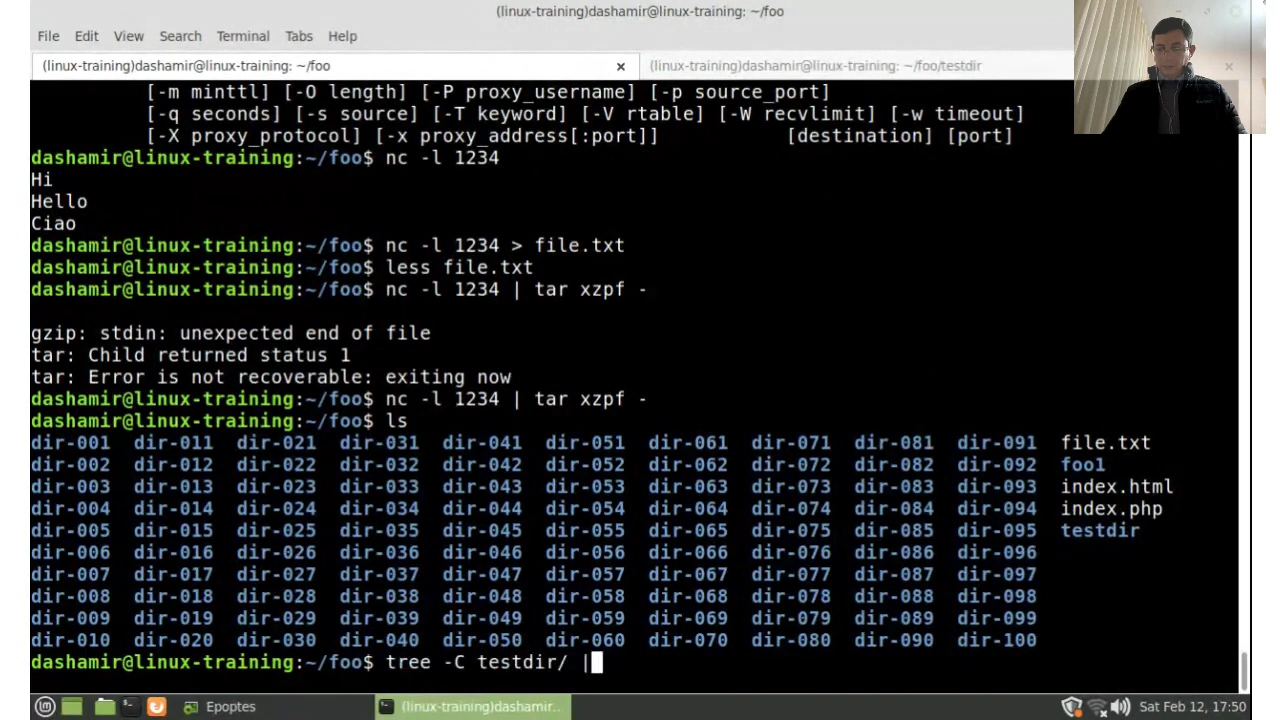 (linux-training)dashamir@linux-training: ~/foo
File Edit View Search Terminal Tabs Help
(linux-training)dashamir@linux-training: ~/foo × (linux-training)dashamir@linux-training: ~/foo/testdir ×
[-m minttl] [-O length] [-P proxy_username] [-p source_port]
[-q seconds] [-s source] [-T keyword] [-V rtable] [-W recvlimit] [-w timeout]
[-X proxy_protocol] [-x proxy_address[:port]] [destination] [port]
dashamir@linux-training:~/foo$ nc -l 1234
Hi
Hello
Ciao
dashamir@linux-training:~/foo$ nc -l 1234 > file.txt
dashamir@linux-training:~/foo$ less file.txt
dashamir@linux-training:~/foo$ nc -l 1234 | tar xzpf -
gzip: stdin: unexpected end of file
tar: Child returned status 1
tar: Error is not recoverable: exiting now
dashamir@linux-training:~/foo$ nc -l 1234 | tar xzpf -
dashamir@linux-training:~/foo$ ls
dir-001 dir-011 dir-021 dir-031 dir-041 dir-051 dir-061 dir-071 dir-081 dir-091 file.txt
dir-002 dir-012 dir-022 dir-032 dir-042 dir-052 dir-062 dir-072 dir-082 dir-092 foo1
dir-003 dir-013 dir-023 dir-033 dir-043 dir-053 dir-063 dir-073 dir-083 dir-093 index.html
dir-004 dir-014 dir-024 dir-034 dir-044 dir-054 dir-064 dir-074 dir-084 dir-094 index.php
dir-005 dir-015 dir-025 dir-035 dir-045 dir-055 dir-065 dir-075 dir-085 dir-095 testdir
dir-006 dir-016 dir-026 dir-036 dir-046 dir-056 dir-066 dir-076 dir-086 dir-096
dir-007 dir-017 dir-027 dir-037 dir-047 dir-057 dir-067 dir-077 dir-087 dir-097
dir-008 dir-018 dir-028 dir-038 dir-048 dir-058 dir-068 dir-078 dir-088 dir-098
dir-009 dir-019 dir-029 dir-039 dir-049 dir-059 dir-069 dir-079 dir-089 dir-099
dir-010 dir-020 dir-030 dir-040 dir-050 dir-060 dir-070 dir-080 dir-090 dir-100
dashamir@linux-training:~/foo$ tree -C testdir/ |
Epoptes (linux-training)dashamir@linux-training... Sat Feb 12, 17:50